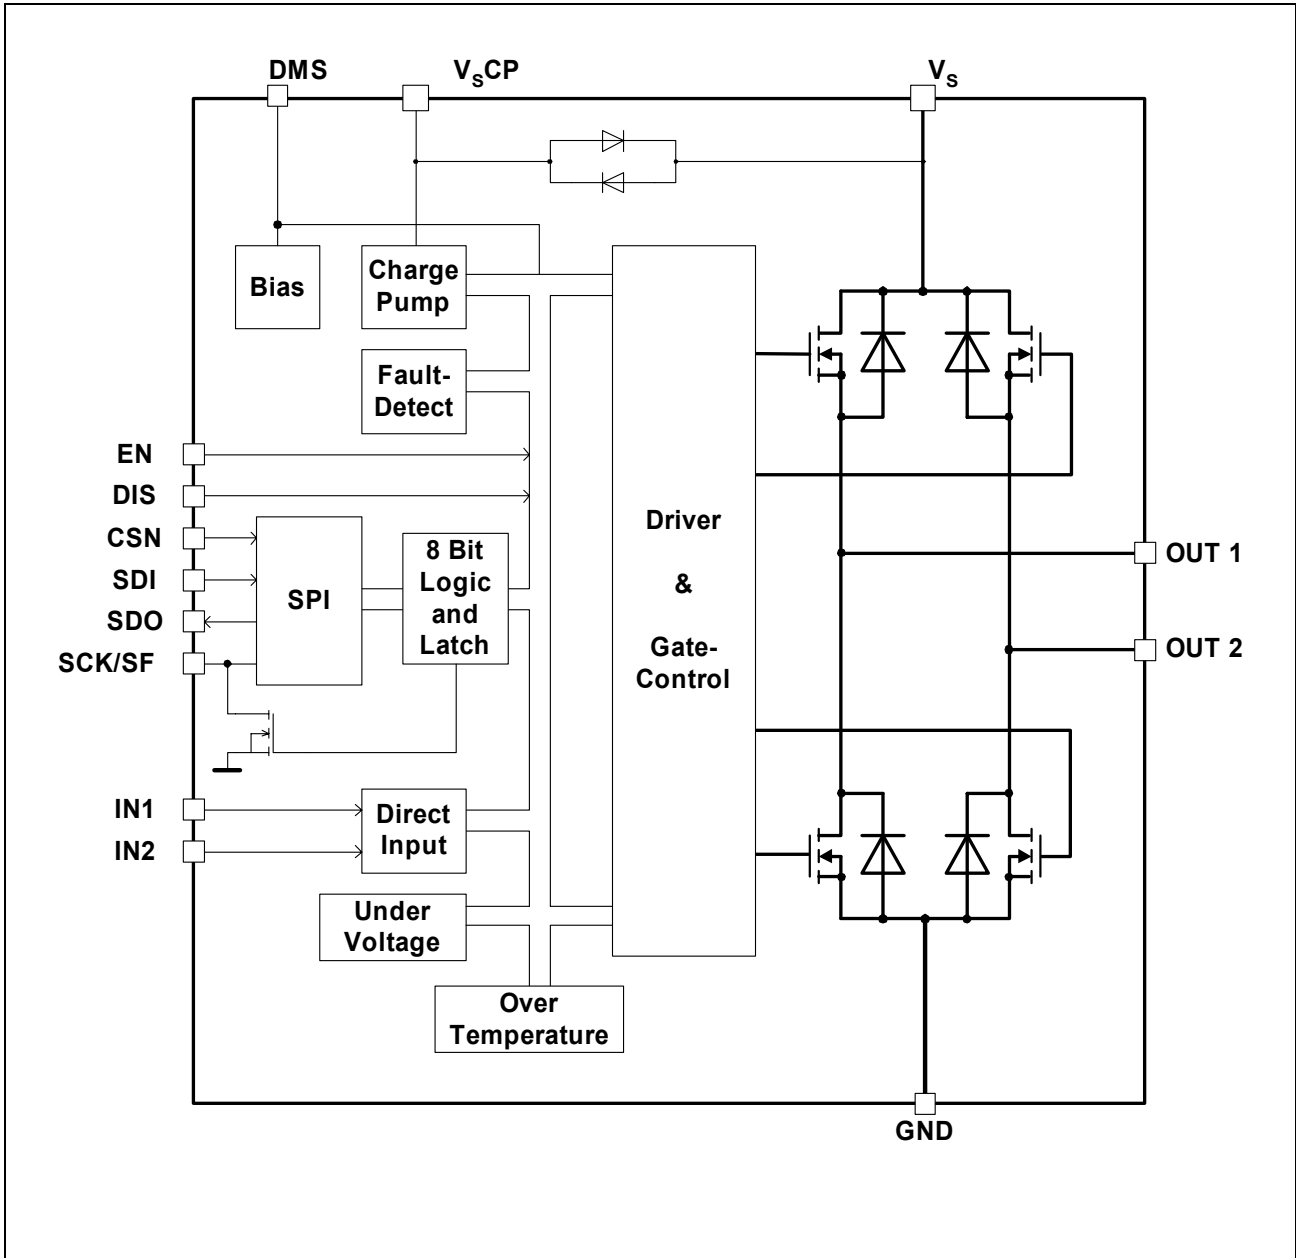 DMS
VSCP
VS
Bias
Charge
Pump
Fault-
Detect
EN
DIS
CSN
SDI
SDO
SCK/SF
SPI
8 Bit
Logic
and
Latch
Driver
&
Gate-
Control
OUT 1
OUT 2
IN1
IN2
Direct
Input
Under
Voltage
Over
Temperature
GND